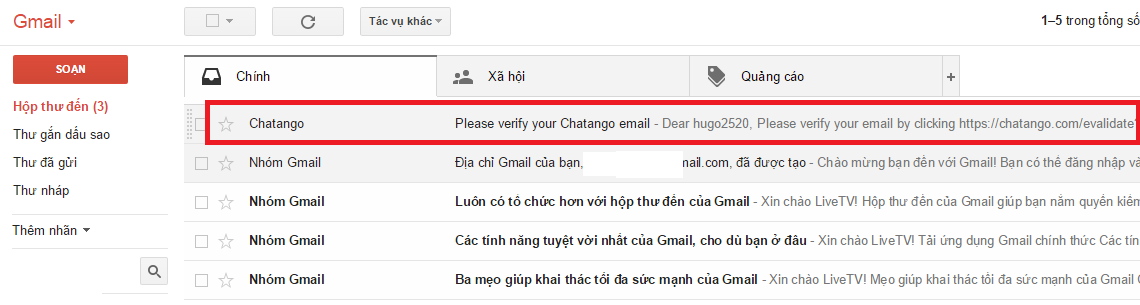 Gmail
Tác vụ khác
1–5 trong tổng số
SOẠN
Chính
Xã hội
Quảng cáo
+
Hộp thư đến (3)
Thư gắn dấu sao
Thư đã gửi
Thư nháp
Thêm nhãn
Chatango Please verify your Chatango email - Dear hugo2520, Please verify your email by clicking https://chatango.com/evalidate?
Nhóm Gmail Địa chỉ Gmail của bạn, mail.com, đã được tạo - Chào mừng bạn đến với Gmail! Bạn có thể đăng nhập và
Nhóm Gmail Luôn có tổ chức hơn với hộp thư đến của Gmail - Xin chào LiveTV! Hộp thư đến của Gmail giúp bạn nắm quyền kiểm
Nhóm Gmail Các tính năng tuyệt vời nhất của Gmail, cho dù bạn ở đâu - Xin chào LiveTV! Tải ứng dụng Gmail chính thức Các tín
Nhóm Gmail Ba mẹo giúp khai thác tối đa sức mạnh của Gmail - Xin chào LiveTV! Mẹo giúp khai thác tối đa sức mạnh của Gmail